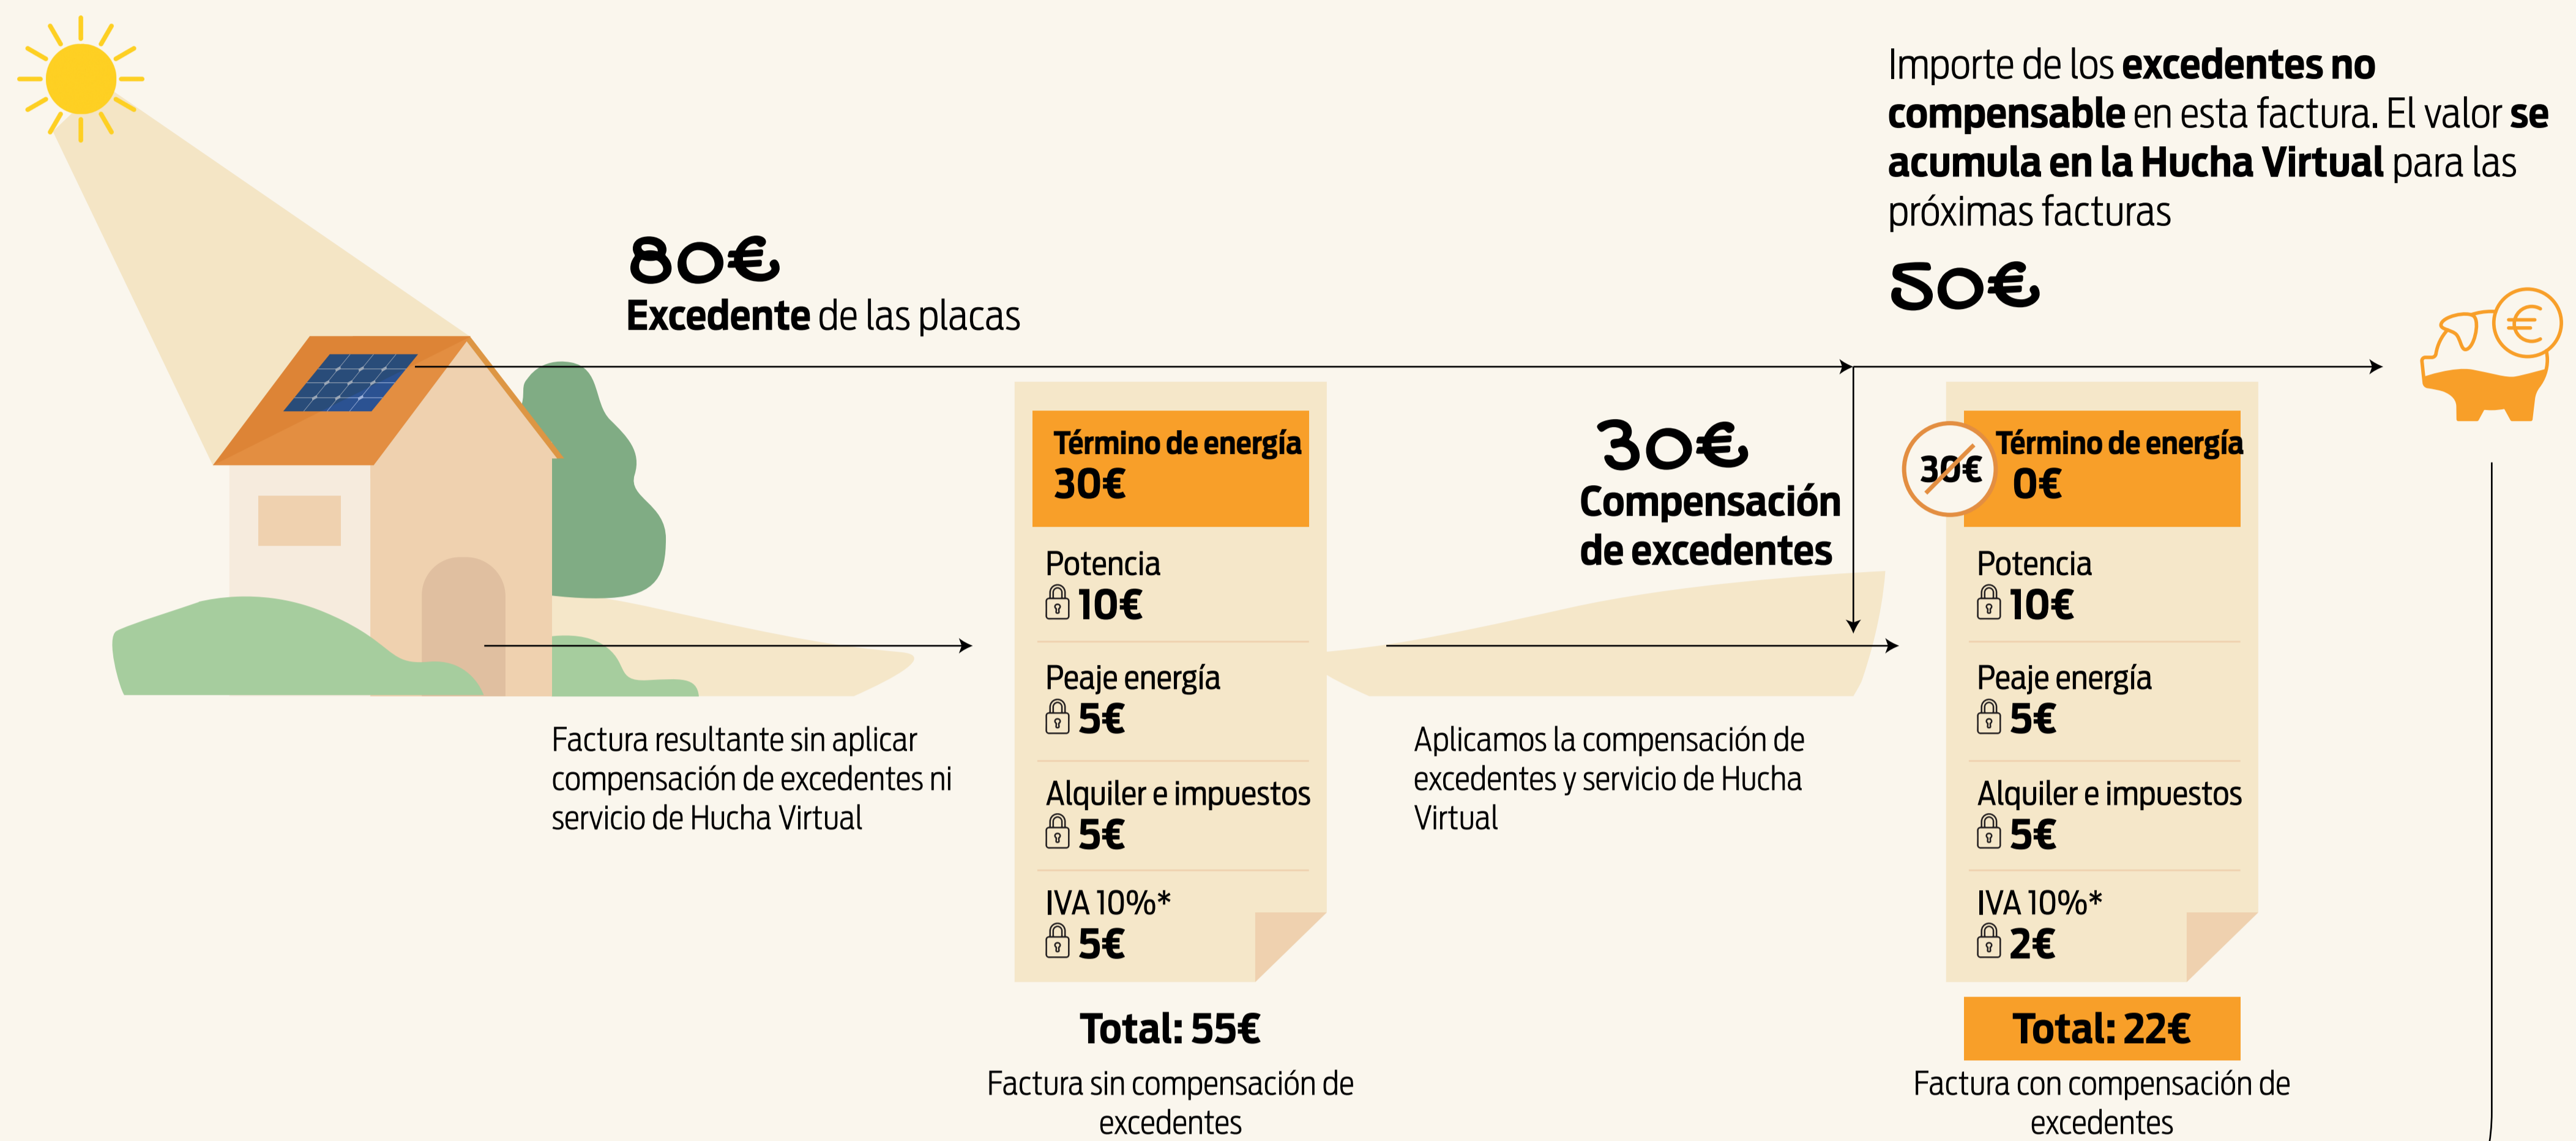 Importe de los excedentes no
compensable en esta factura. El valor se
acumula en la Hucha Virtual para las
próximas facturas
80€
Excedente de las placas
50€
Término de energía
30€
Potencia
10€
Peaje energía
5€
Alquiler e impuestos
5€
IVA 10%*
5€
Total: 55€
Factura sin compensación de
excedentes
Factura resultante sin aplicar
compensación de excedentes ni
servicio de Hucha Virtual
30€
Compensación
de excedentes
Aplicamos la compensación de
excedentes y servicio de Hucha
Virtual
30€
Término de energía
0€
Potencia
10€
Peaje energía
5€
Alquiler e impuestos
5€
IVA 10%*
2€
Total: 22€
Factura con compensación de
excedentes
€